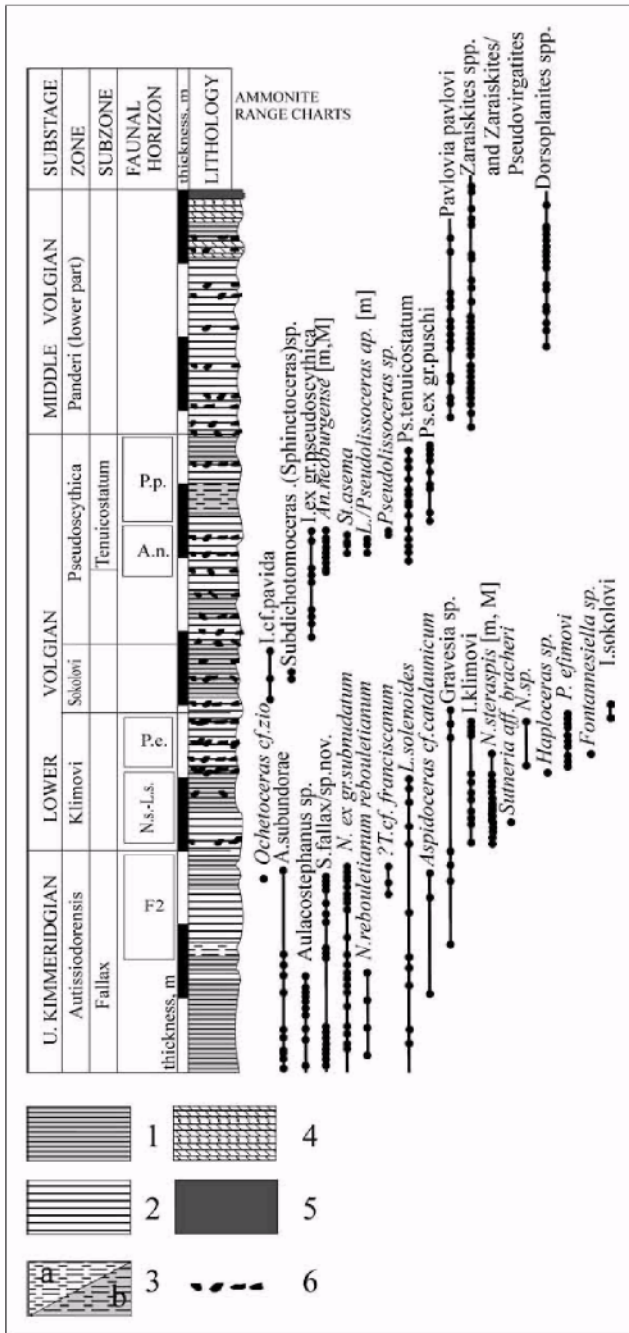 SUBSTAGE
ZONE
SUBZONE
FAUNAL HORIZON
thickness, m
LITHOLOGY
AMMONITE
RANGE CHARTS
MIDDLE VOLGIAN
Panderi (lower part)
LOWER VOLGIAN
Pseudoscythica
Tenuicostatum
P.p.
A.n.
Sokolovi
Klimovi
P.e.
N.s.-L.s.
U. KIMMERIDGIAN
Autissiodorensis
Fallax
F2
thickness, m
Ochetoceras cf.zio
A.subundorae
Aulacostephanus sp.
S.fallax/sp.nov.
N. ex gr.subnudatum
N.rebouletianum rebouletianum
?T.cf. franciscanum
L.solenoides
Aspidoceras cf.catalaunicum
Gravesia sp.
I.klimovi
N.steraspis [m, M]
Sutneria aff. bracheri
N.sp.
Haploceras sp.
P. efimovi
Fontannesiella sp.
I.sokolovi
I.cf.pavida
Subdichotomoceras .(Sphinctoceras)sp.
I.ex gr.pseudoscythica
An.neoburgense [m,M]
St.asema
L./Pseudolissoceras ap. [m]
Pseudolissoceras sp.
Ps.tenuicostatum
Ps.ex gr.puschi
Pavlovia pavlovi
Zaraiskites spp.
and Zaraiskites/
Pseudovirgatites
Dorsoplanites spp.
1
4
2
5
a
b
3
6